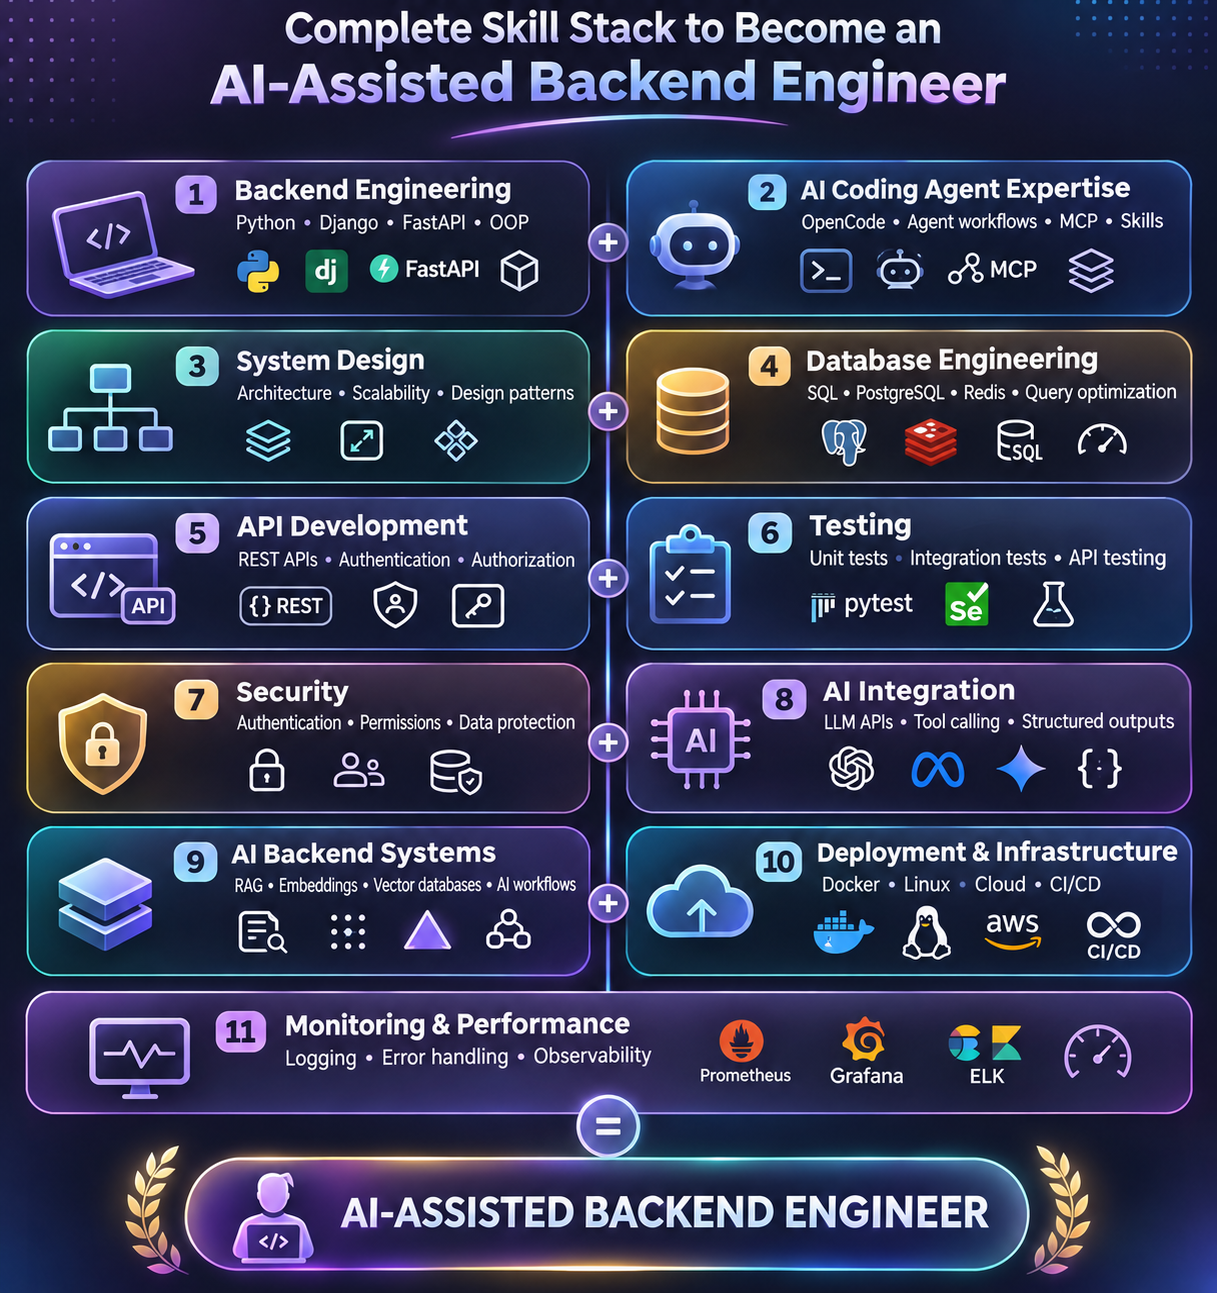 Complete Skill Stack to Become an
AI-Assisted Backend Engineer
1 Backend Engineering
Python • Django • FastAPI • OOP
</>
dj
FastAPI
2 AI Coding Agent Expertise
OpenCode • Agent workflows • MCP • Skills
>_
MCP
+
3 System Design
Architecture • Scalability • Design patterns
4 Database Engineering
SQL • PostgreSQL • Redis • Query optimization
SQL
+
5 API Development
REST APIs • Authentication • Authorization
</>
API
{} REST
6 Testing
Unit tests • Integration tests • API testing
pytest
Se
+
7 Security
Authentication • Permissions • Data protection
8 AI Integration
LLM APIs • Tool calling • Structured outputs
AI
{ }
+
9 AI Backend Systems
RAG • Embeddings • Vector databases • AI workflows
10 Deployment & Infrastructure
Docker • Linux • Cloud • CI/CD
aws
CI/CD
+
11 Monitoring & Performance
Logging • Error handling • Observability
Prometheus
Grafana
ELK
=
</>
AI-ASSISTED BACKEND ENGINEER